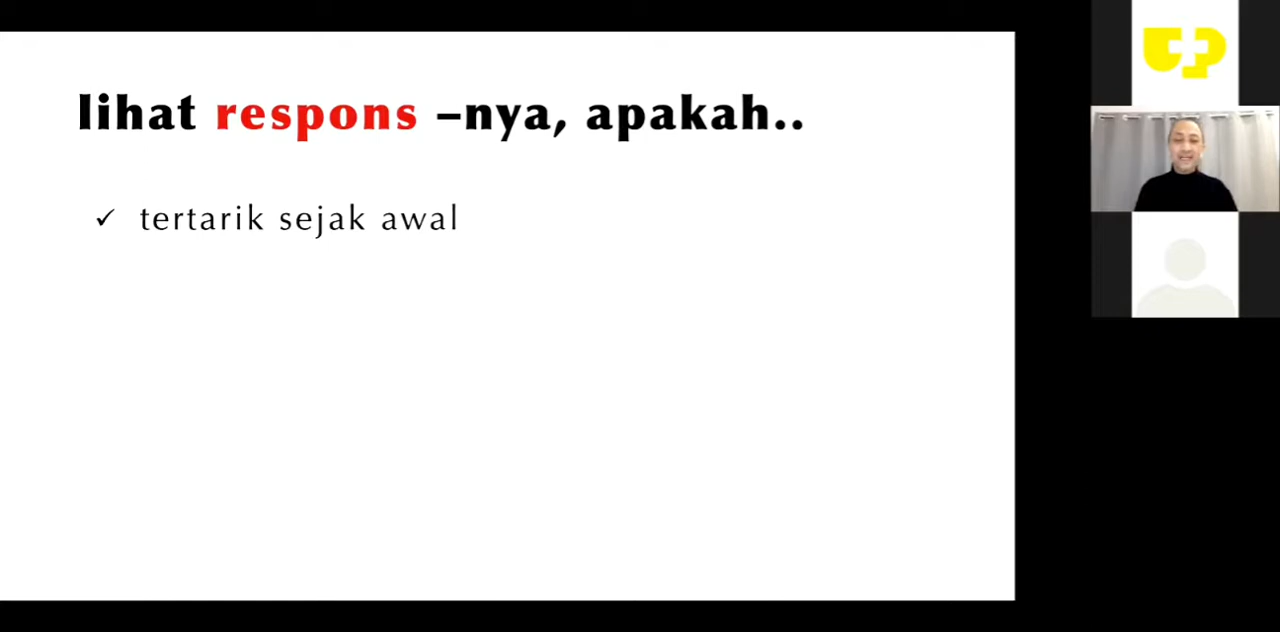 lihat respons –nya, apakah..
✓ tertarik sejak awal